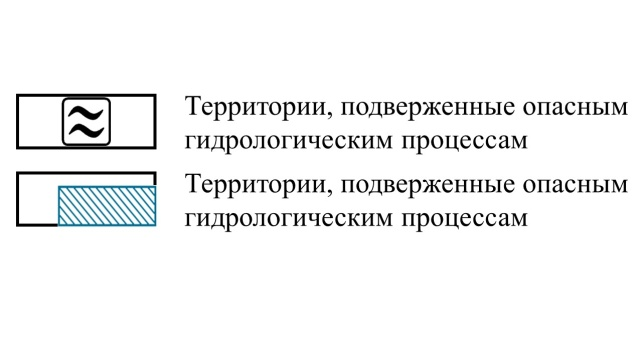 Территории, подверженные опасным
гидрологическим процессам
Территории, подверженные опасным
гидрологическим процессам